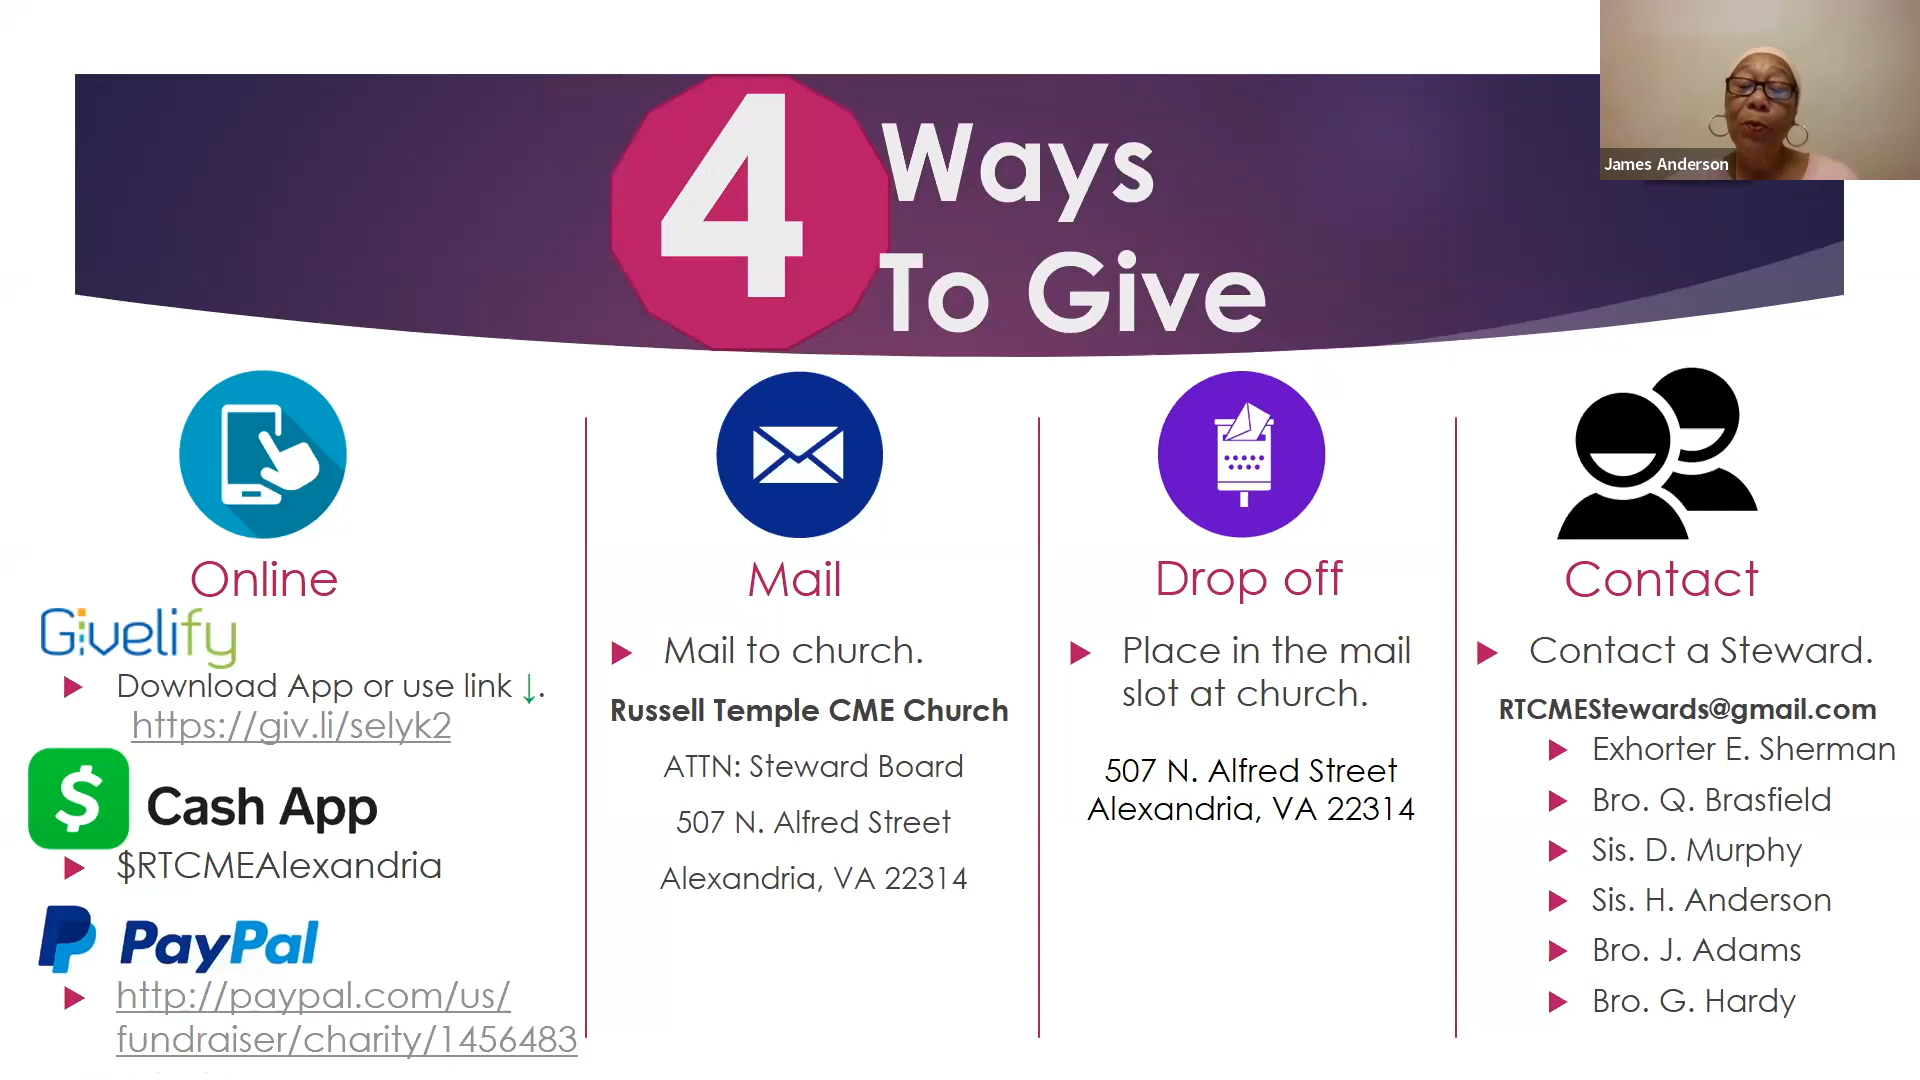 4 Ways
To Give
James Anderson
Online
Givelify
Download App or use link ↓.
https://giv.li/selyk2
$ Cash App
$RTCMEAlexandria
PayPal
http://paypal.com/us/
fundraiser/charity/1456483
Mail
Mail to church.
Russell Temple CME Church
ATTN: Steward Board
507 N. Alfred Street
Alexandria, VA 22314
Drop off
Place in the mail
slot at church.
507 N. Alfred Street
Alexandria, VA 22314
Contact
Contact a Steward.
RTCMEStewards@gmail.com
Exhorter E. Sherman
Bro. Q. Brasfield
Sis. D. Murphy
Sis. H. Anderson
Bro. J. Adams
Bro. G. Hardy